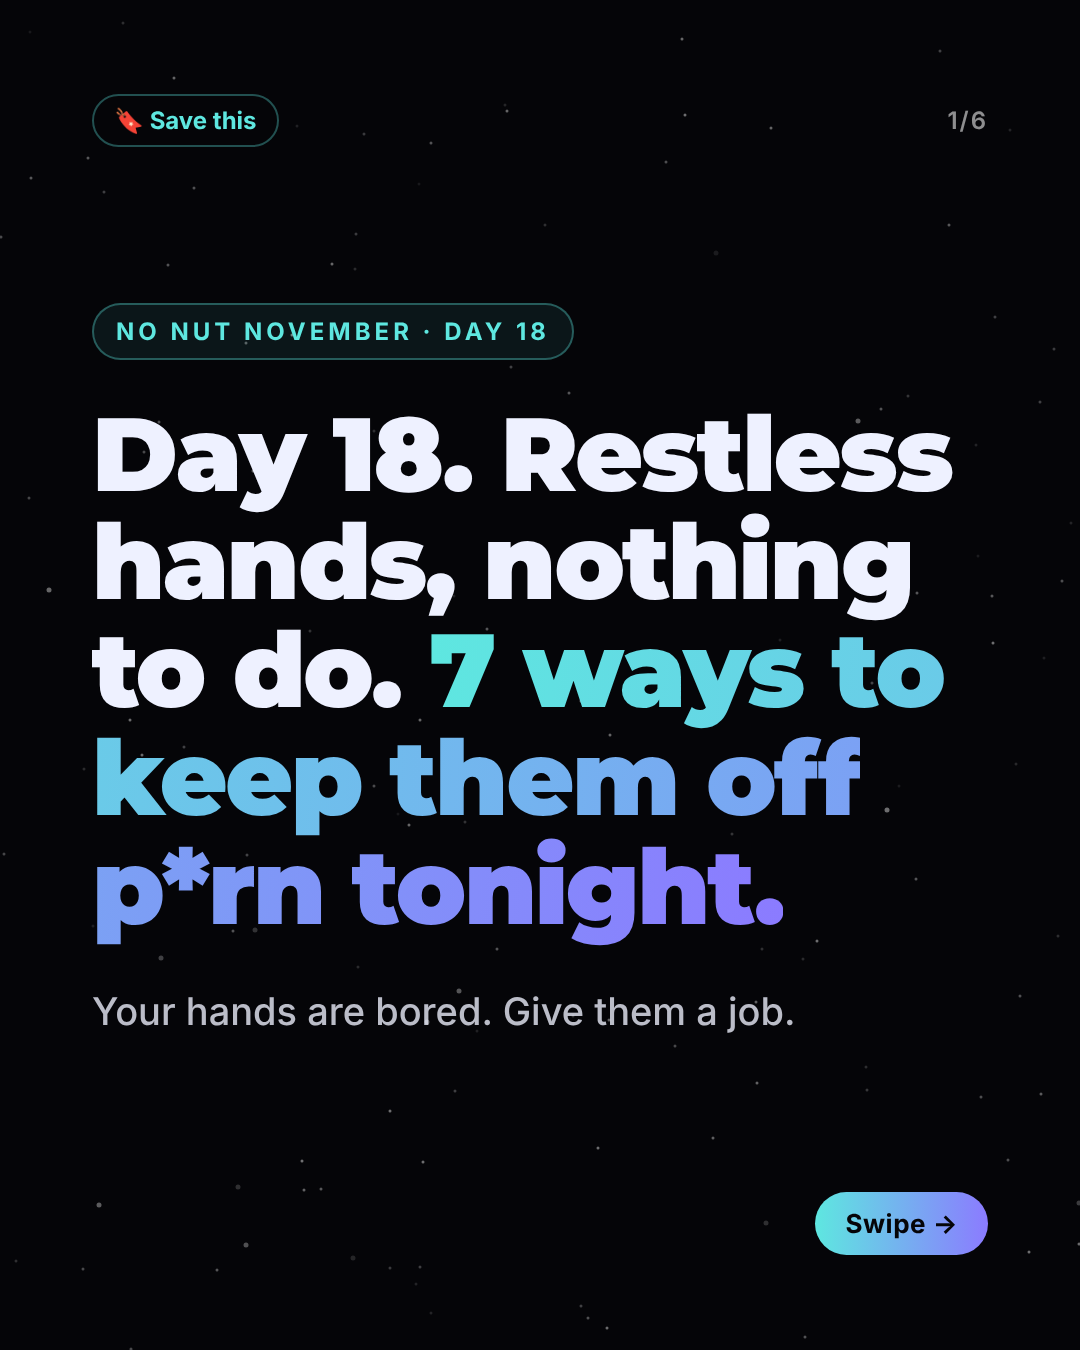 🔖 Save this
1/6
NO NUT NOVEMBER · DAY 18
Day 18. Restless
hands, nothing
to do. 7 ways to
keep them off
p*rn tonight.
Your hands are bored. Give them a job.
Swipe →